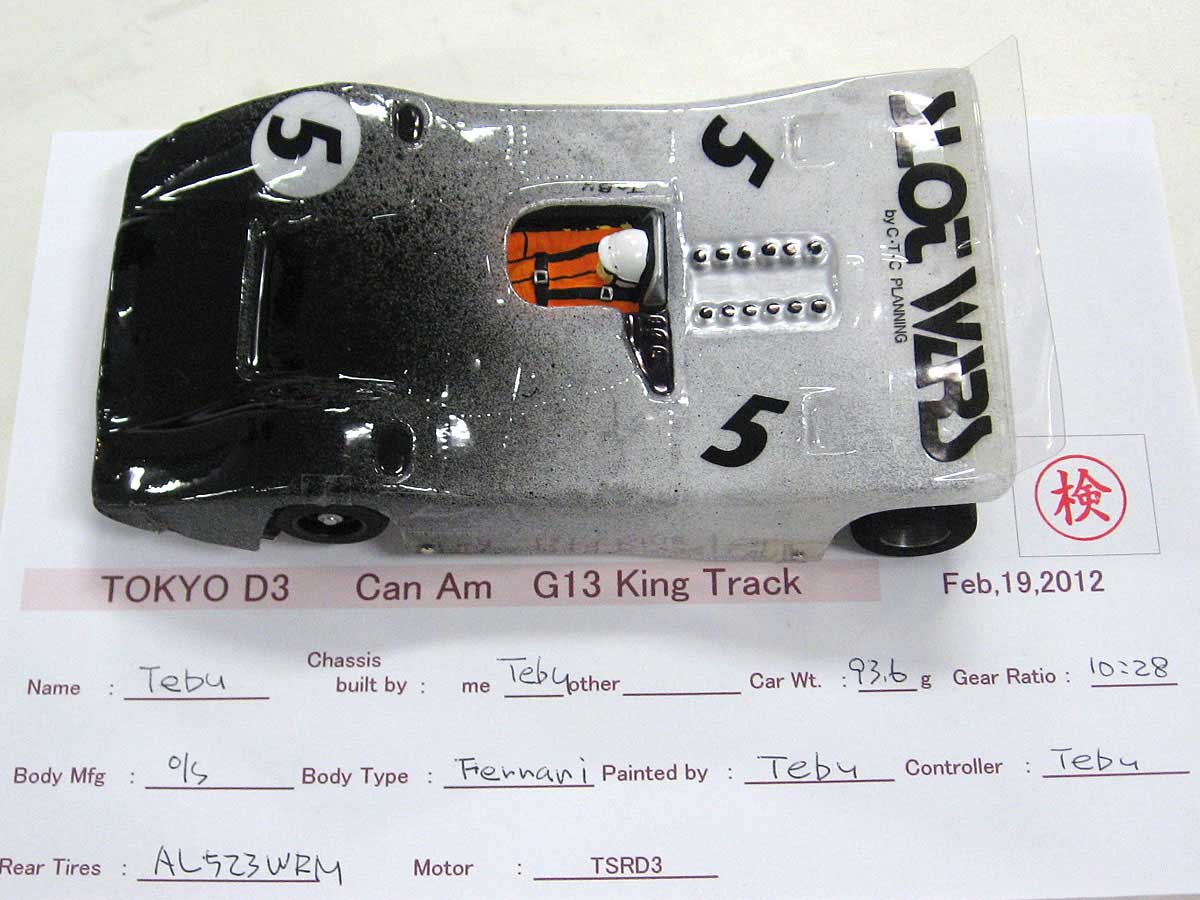 5
5
5
Tebu
SLOT WARS
by C・T/C PLANNING
検
TOKYO D3 Can Am G13 King Track Feb,19,2012
Name : Tebu Chassis built by : me Tebu other Car Wt. : 93.6 g Gear Ratio : 10:28
Body Mfg : o/s Body Type : Ferrari Painted by : Tebu Controller : Tebu
Rear Tires : AL523WRM Motor : TSRD3